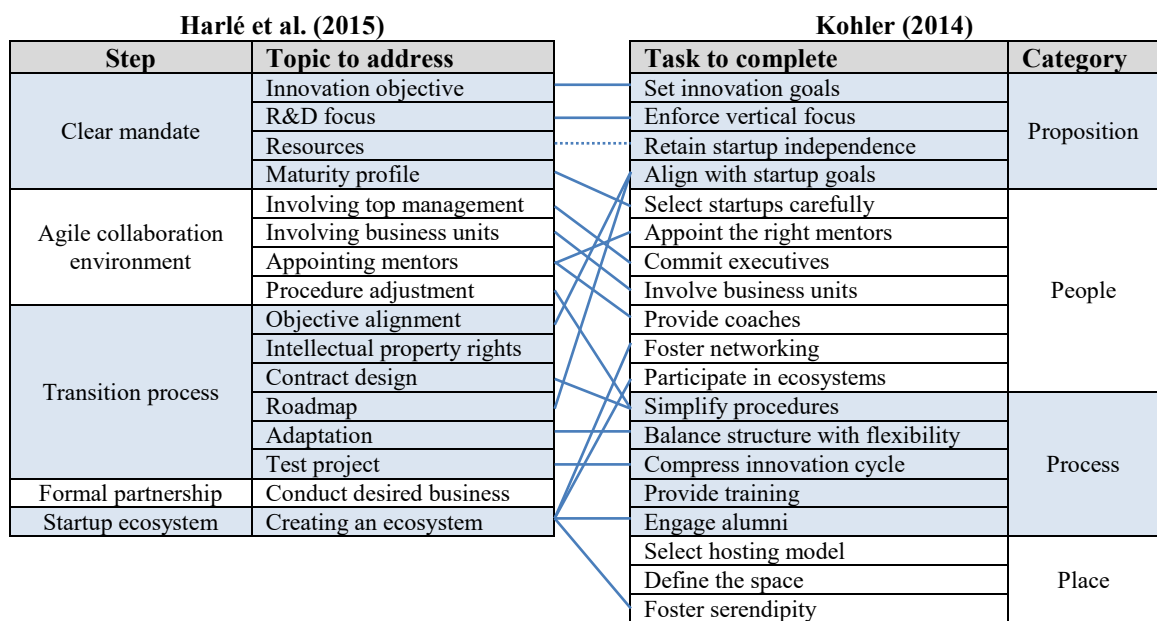 Harlé et al. (2015)
Kohler (2014)
Step Topic to address
Task to complete Category
Clear mandate
Innovation objective
R&D focus
Resources
Maturity profile
Agile collaboration
environment
Involving top management
Involving business units
Appointing mentors
Procedure adjustment
Transition process
Objective alignment
Intellectual property rights
Contract design
Roadmap
Adaptation
Test project
Formal partnership
Conduct desired business
Startup ecosystem
Creating an ecosystem
Set innovation goals
Enforce vertical focus
Retain startup independence
Align with startup goals
Proposition
Select startups carefully
Appoint the right mentors
Commit executives
Involve business units
Provide coaches
Foster networking
Participate in ecosystems
People
Simplify procedures
Balance structure with flexibility
Compress innovation cycle
Provide training
Engage alumni
Process
Select hosting model
Define the space
Foster serendipity
Place